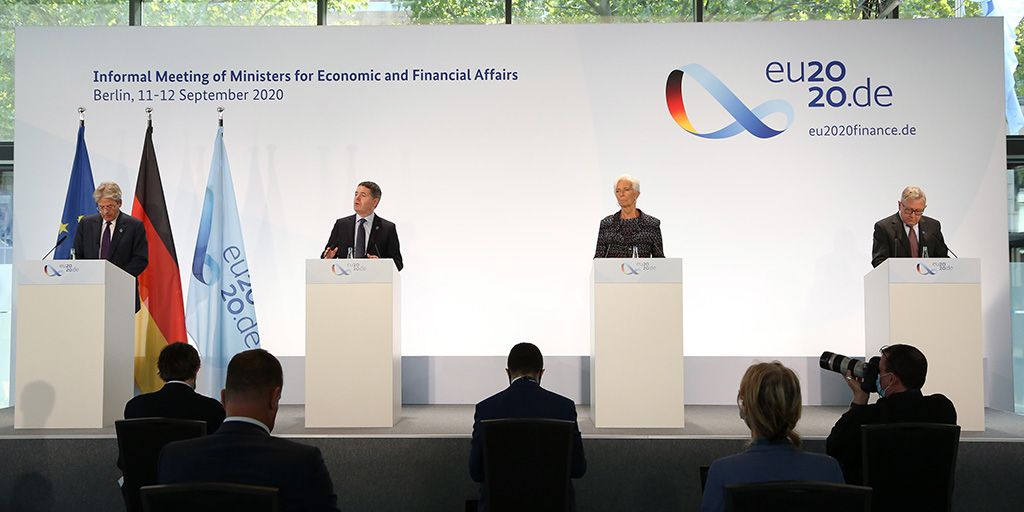 Informal Meeting of Ministers for Economic and Financial Affairs
Berlin, 11-12 September 2020
eu20
20.de
eu2020finance.de
eu20
20.de
eu20
20.de
eu20
20.de
eu20
20.de
eu20
20.de